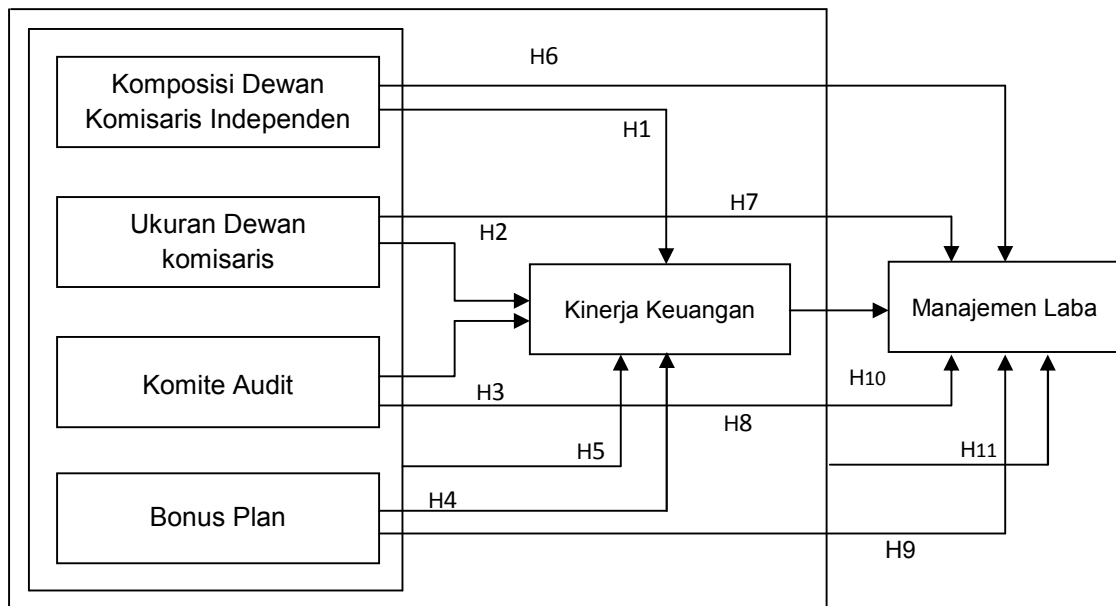 H6
Komposisi Dewan
Komisaris Independen
H1
Ukuran Dewan
komisaris
H7
H2
Kinerja Keuangan
Manajemen Laba
Komite Audit
H3
H10
H8
H5
H11
Bonus Plan
H4
H9